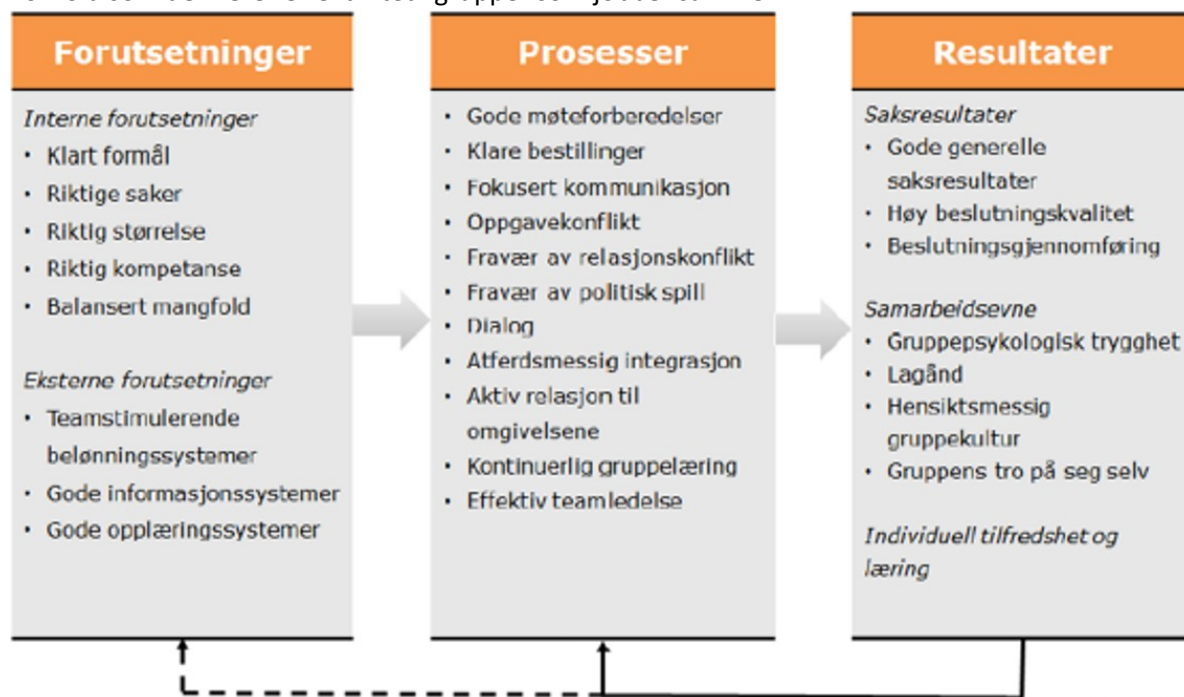 Forutsetninger
Interne forutsetninger
• Klart formål
• Riktige saker
• Riktig størrelse
• Riktig kompetanse
• Balansert mangfold
Eksterne forutsetninger
• Teamstimulerende
belønningssystemer
• Gode informasjonssystemer
• Gode opplæringssystemer
Prosesser
• Gode møteforberedelser
• Klare bestillinger
• Fokusert kommunikasjon
• Oppgavekonflikt
• Fravær av relasjonskonflikt
• Fravær av politisk spill
• Dialog
• Atferdsmessig integrasjon
• Aktiv relasjon til
omgivelsene
• Kontinuerlig gruppelæring
• Effektiv teamledelse
Resultater
Saksresultater
• Gode generelle
saksresultater
• Høy beslutningskvalitet
• Beslutningsgjennomføring
Samarbeidsevne
• Gruppepsykologisk trygghet
• Lagånd
• Hensiktsmessig
gruppekultur
• Gruppens tro på seg selv
Individuell tilfredshet og
læring